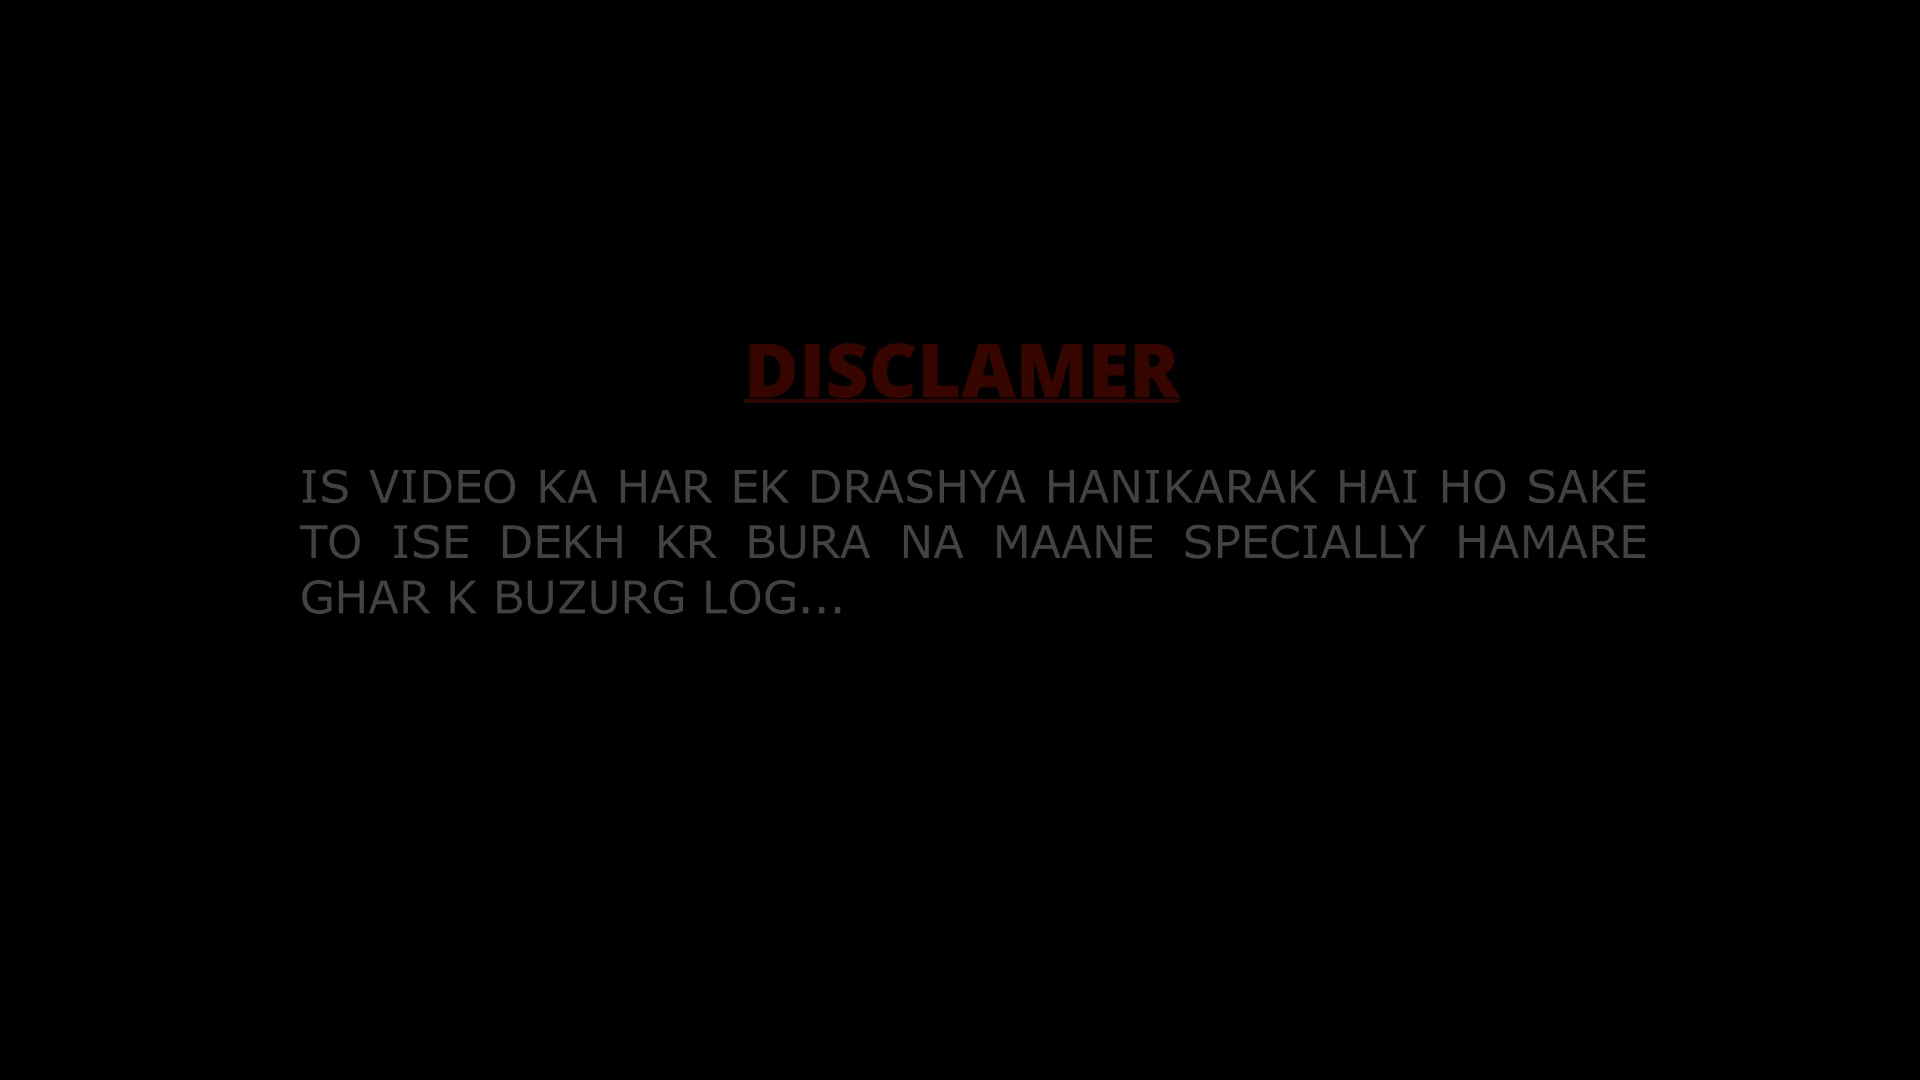 DISCLAMER
IS VIDEO KA HAR EK DRASHYA HANIKARAK HAI HO SAKE
TO ISE DEKH KR BURA NA MAANE SPECIALLY HAMARE
GHAR K BUZURG LOG...